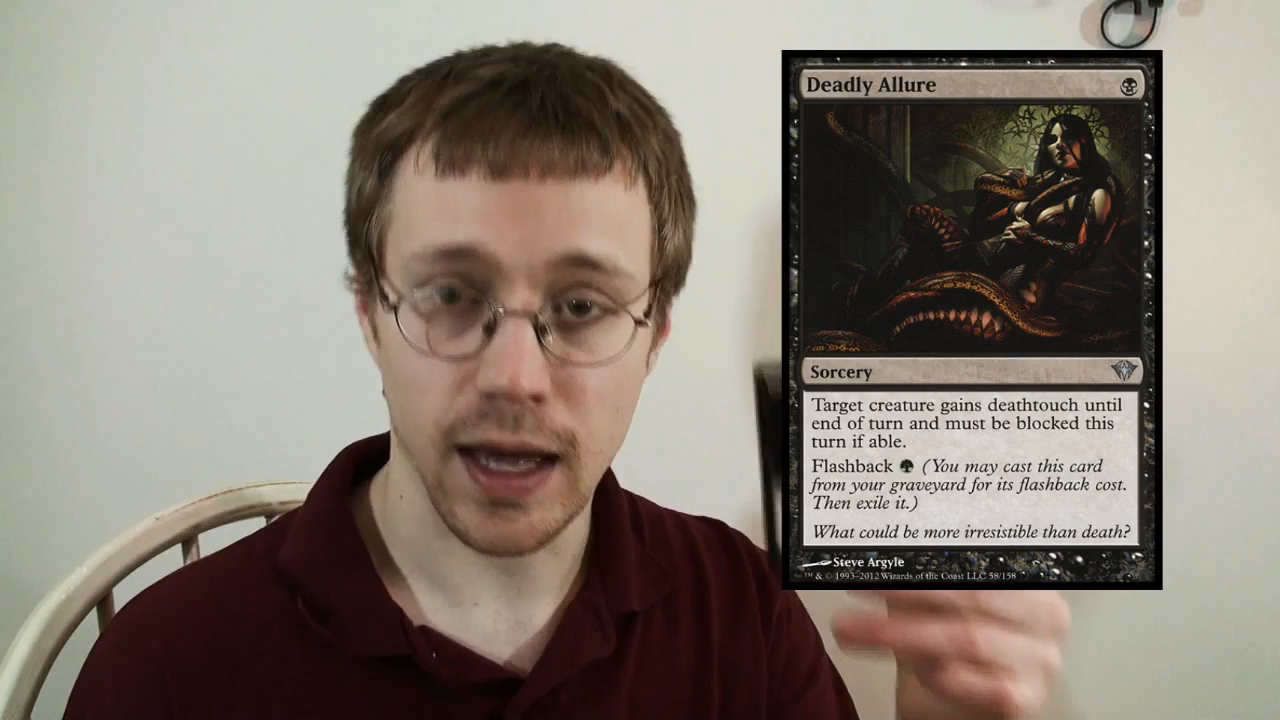 Deadly Allure
Sorcery
Target creature gains deathtouch until
end of turn and must be blocked this
turn if able.
Flashback (You may cast this card
from your graveyard for its flashback cost.
Then exile it.)
What could be more irresistible than death?
Steve Argyle
™ & © 1993–2012 Wizards of the Coast LLC 58/158